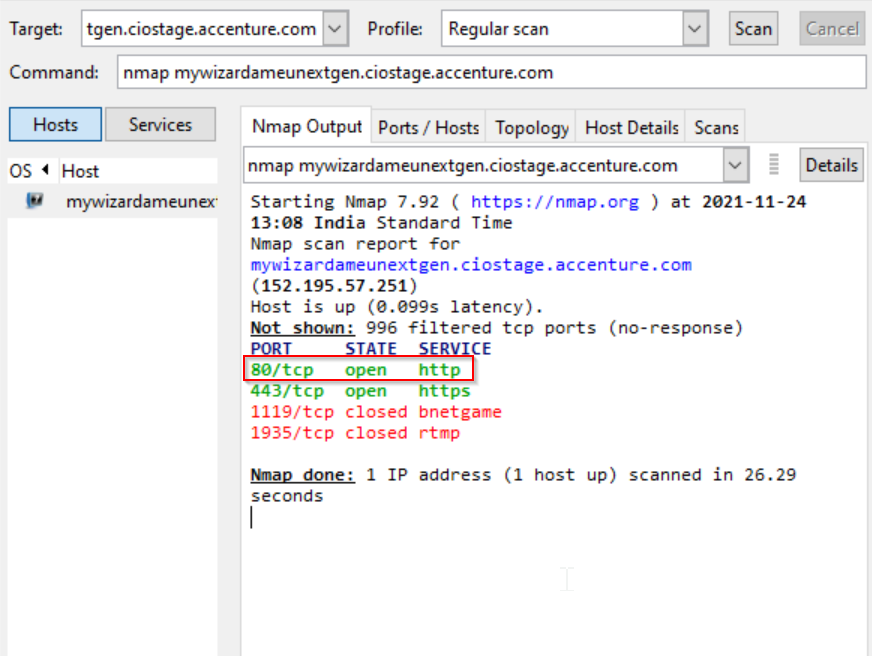 Target: tgen.ciostage.accenture.com Profile: Regular scan Scan Cancel
Command: nmap mywizardameunextgen.ciostage.accenture.com
Hosts Services
Nmap Output Ports / Hosts Topology Host Details Scans
OS Host
mywizardameunex
nmap mywizardameunextgen.ciostage.accenture.com Details
Starting Nmap 7.92 ( https://nmap.org ) at 2021-11-24
13:08 India Standard Time
Nmap scan report for
mywizardameunextgen.ciostage.accenture.com
(152.195.57.251)
Host is up (0.099s latency).
Not shown: 996 filtered tcp ports (no-response)
PORT STATE SERVICE
80/tcp open http
443/tcp open https
1119/tcp closed bnetgame
1935/tcp closed rtmp
Nmap done: 1 IP address (1 host up) scanned in 26.29
seconds